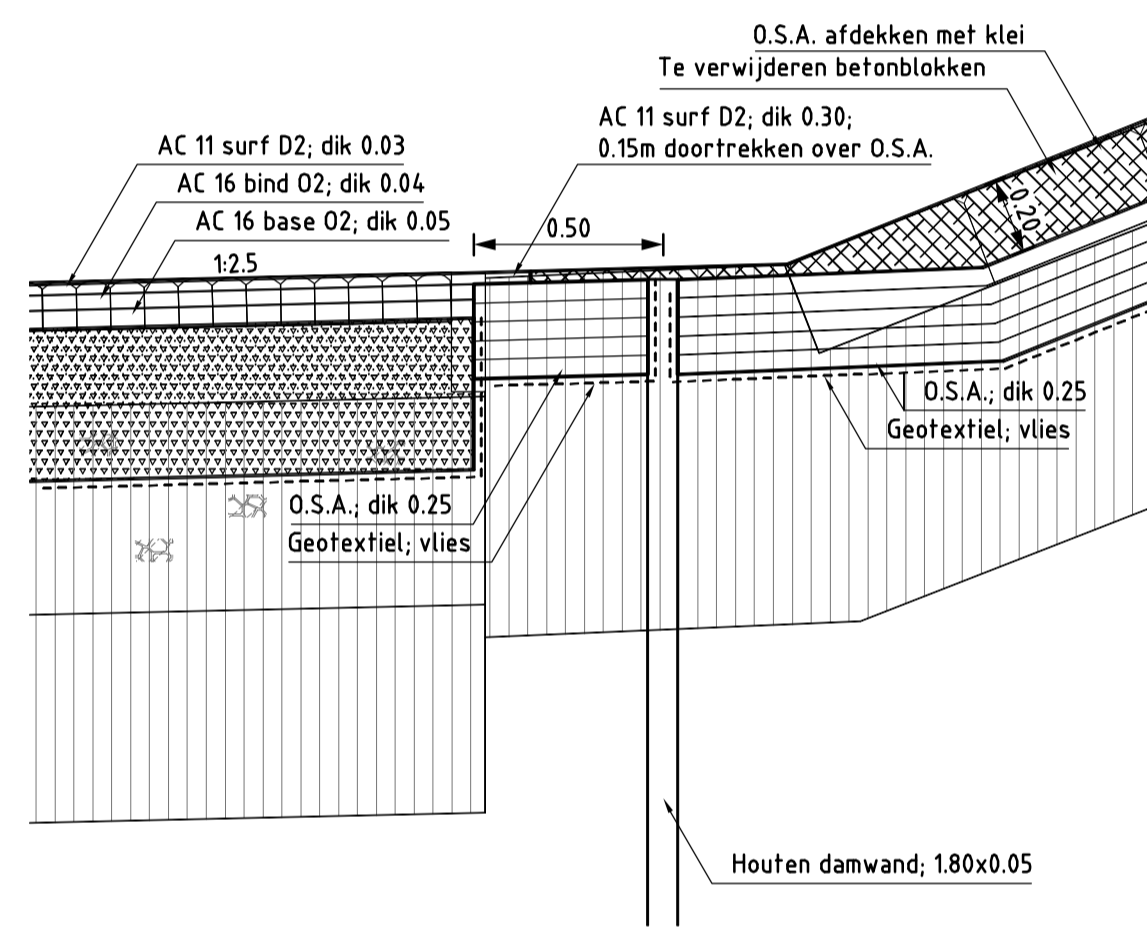 O.S.A. afdekken met klei
Te verwijderen betonblokken
AC 11 surf D2; dik 0.30;
0.15m doortrekken over O.S.A.
AC 11 surf D2; dik 0.03
AC 16 bind O2; dik 0.04
AC 16 base O2; dik 0.05
1:2.5
0.50
0.20
O.S.A.; dik 0.25
Geotextiel; vlies
O.S.A.; dik 0.25
Geotextiel; vlies
Houten damwand; 1.80x0.05